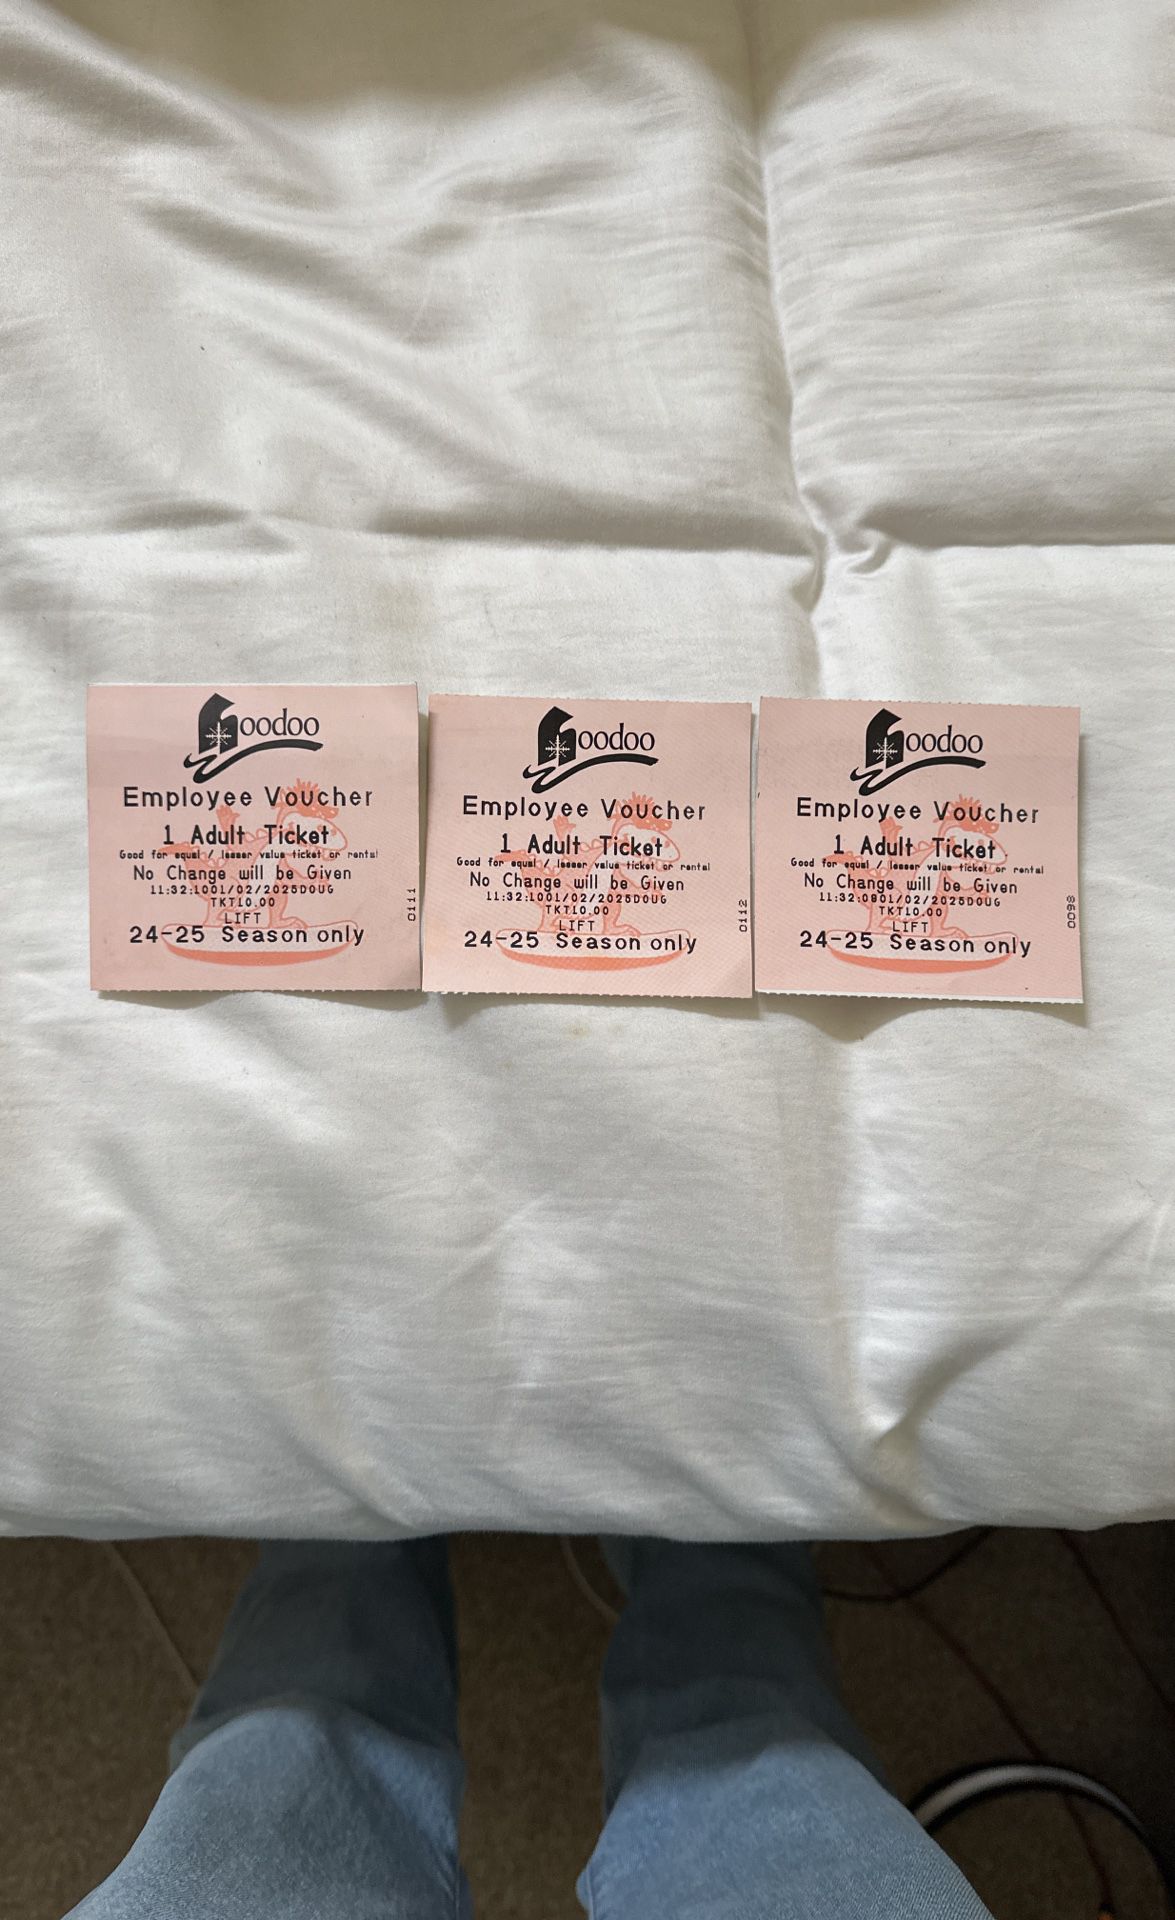 hoodoo
Employee Voucher
1 Adult Ticket
Good for equal / lesser value ticket or rental
No Change will be Given
11:32:1001/02/2025DOUG
TKT10.00
LIFT
24-25 Season only
0111
hoodoo
Employee Voucher
1 Adult Ticket
Good for equal / lesser value ticket or rental
No Change will be Given
11:32:1001/02/2025DOUG
TKT10.00
LIFT
24-25 Season only
0112
hoodoo
Employee Voucher
1 Adult Ticket
Good for equal / lesser value ticket or rental
No Change will be Given
11:32:0801/02/2025DOUG
TKT10.00
LIFT
24-25 Season only
0098